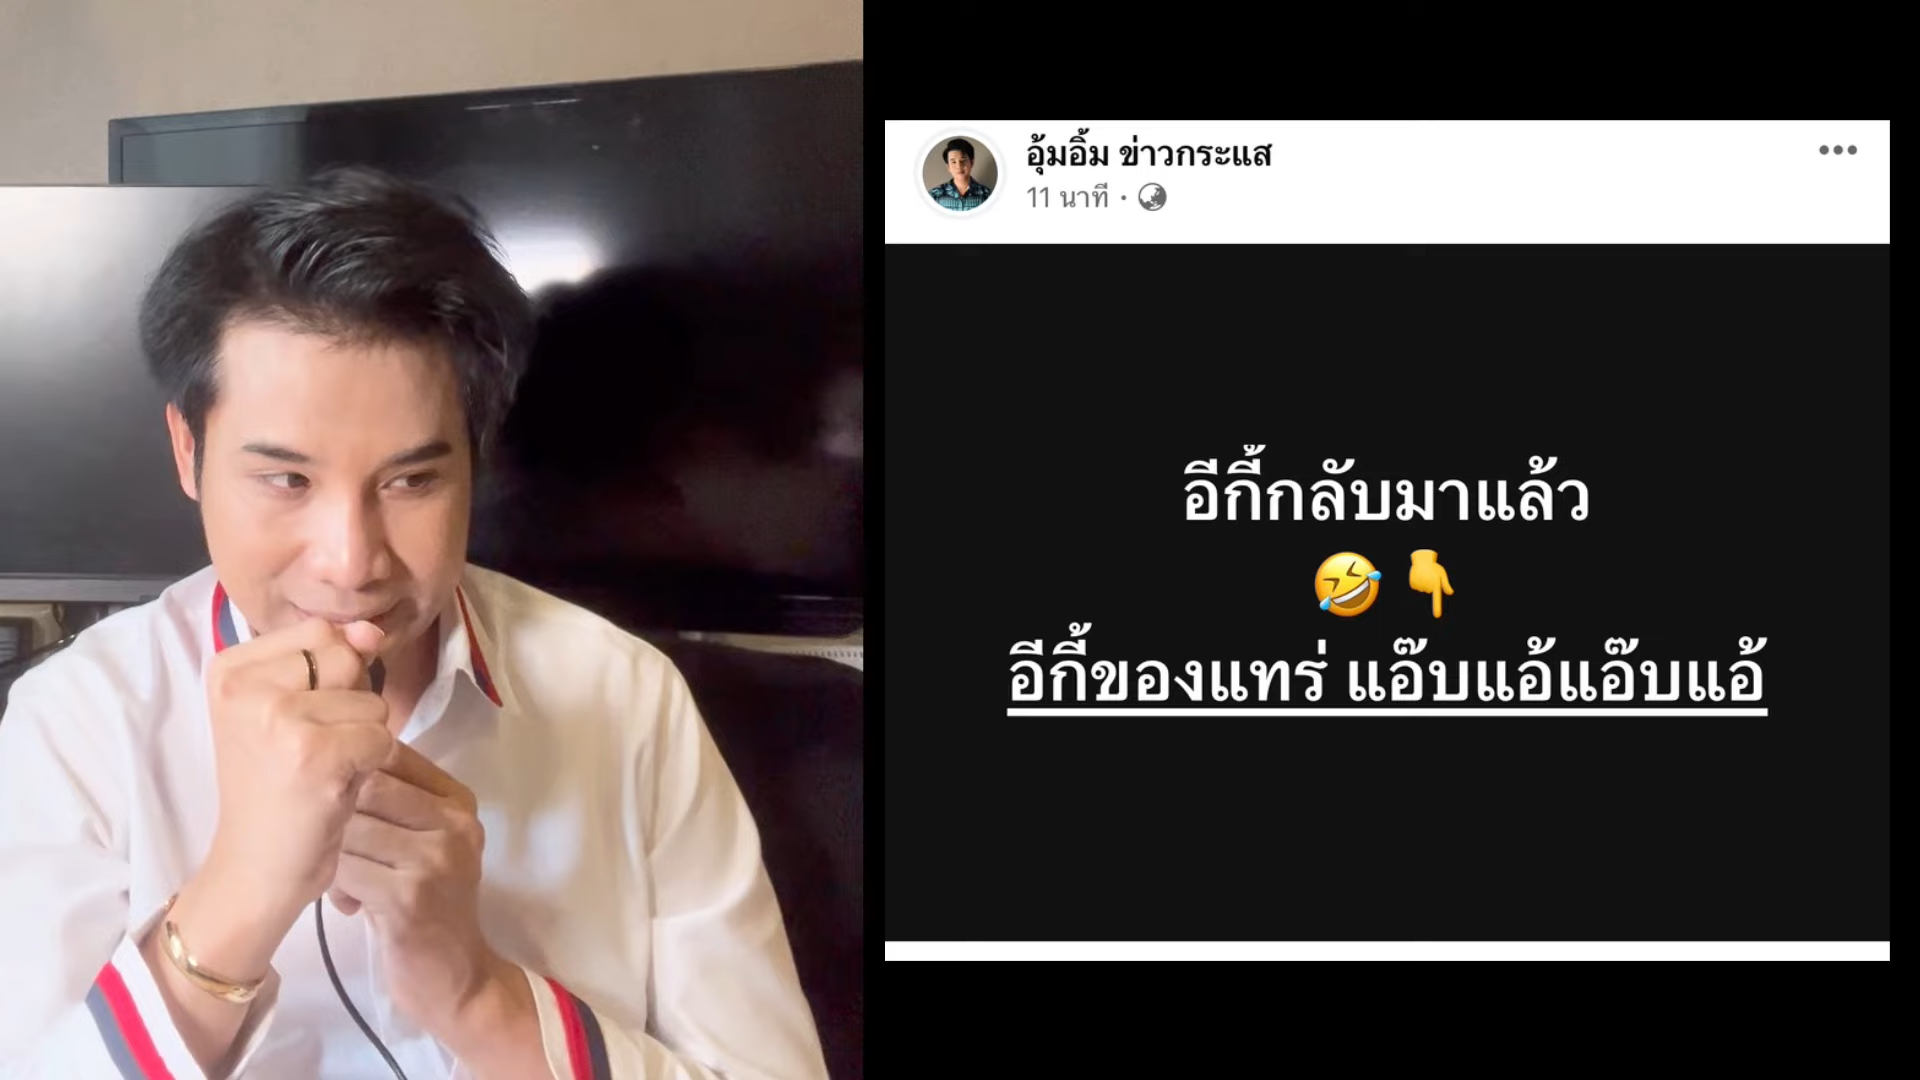 อุ้มอิ้ม ข่าวกระแส
11 นาที ·
อีกี้กลับมาแล้ว
🤣👇
อีกี้ของแทร่ แอ๊บแอ้แอ๊บแอ้